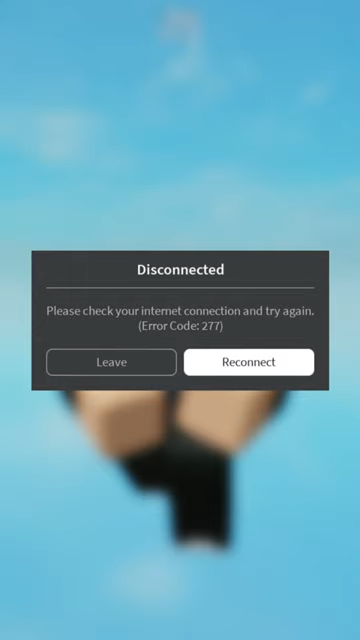 Disconnected
Please check your internet connection and try again.
(Error Code: 277)
Leave
Reconnect